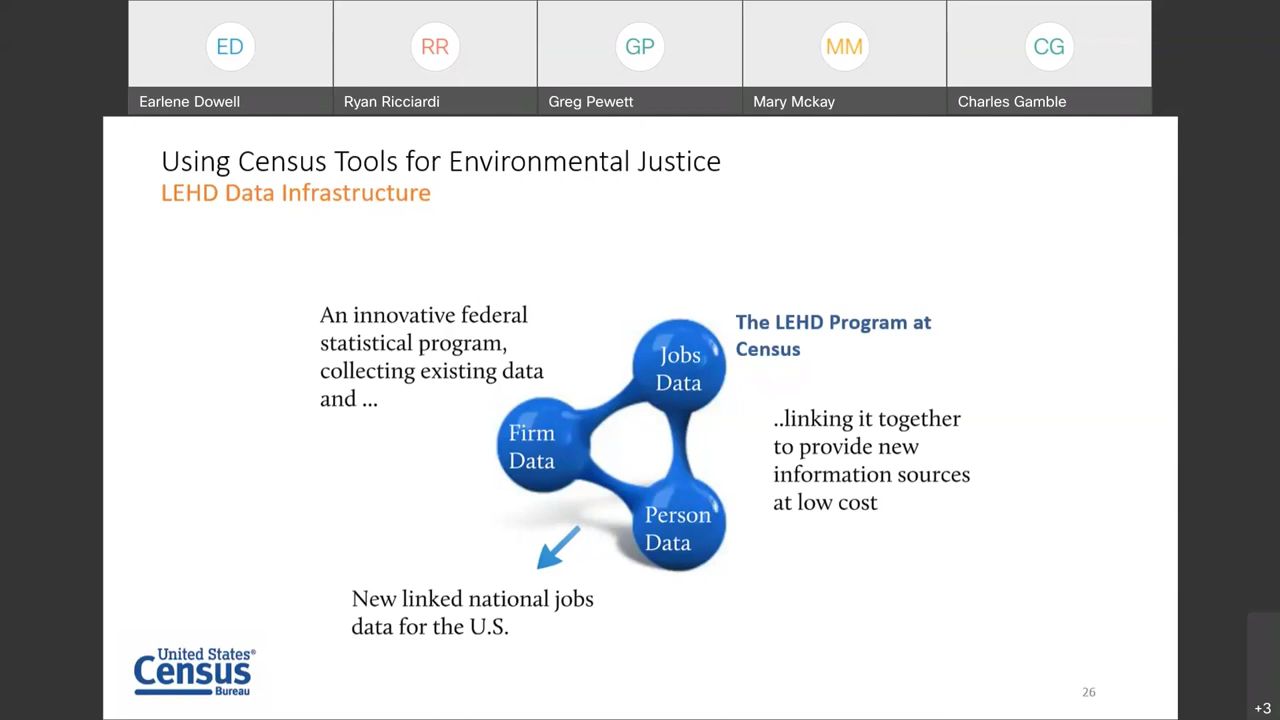 ED
RR
GP
MM
CG
Earlene Dowell
Ryan Ricciardi
Greg Pewett
Mary Mckay
Charles Gamble
Using Census Tools for Environmental Justice
LEHD Data Infrastructure
An innovative federal
statistical program,
collecting existing data
and ...
Jobs
Data
The LEHD Program at
Census
Firm
Data
..linking it together
to provide new
information sources
at low cost
Person
Data
New linked national jobs
data for the U.S.
United States®
Census
Bureau
26
+3